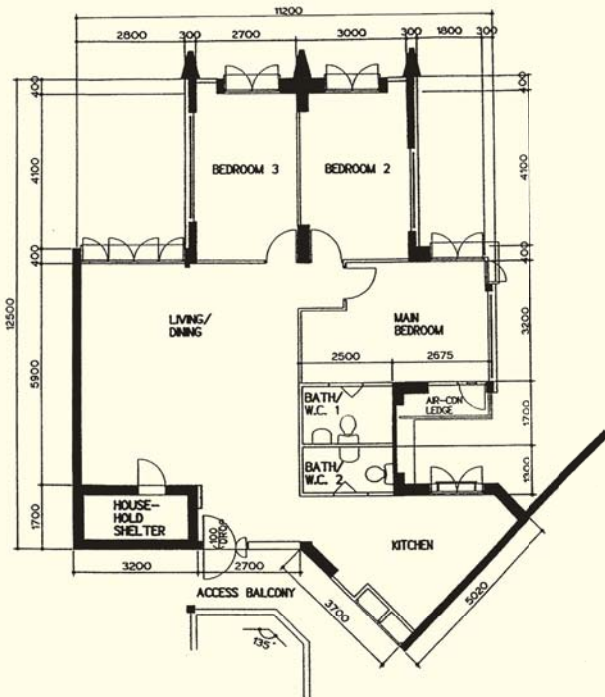 11200
2800 300 2700 3000 300 1800 300
400
400
4100
BEDROOM 3
BEDROOM 2
4100
400
400
12500
LIVING/
DINING
MAIN
BEDROOM
3200
2500
2675
5900
BATH/
W.C. 1
AIR-CON
LEDGE
1700
BATH/
W.C. 2
1300
HOUSE-
HOLD
SHELTER
1700
100
DROP
KITCHEN
3200
2700
ACCESS BALCONY
3700
5020
135°